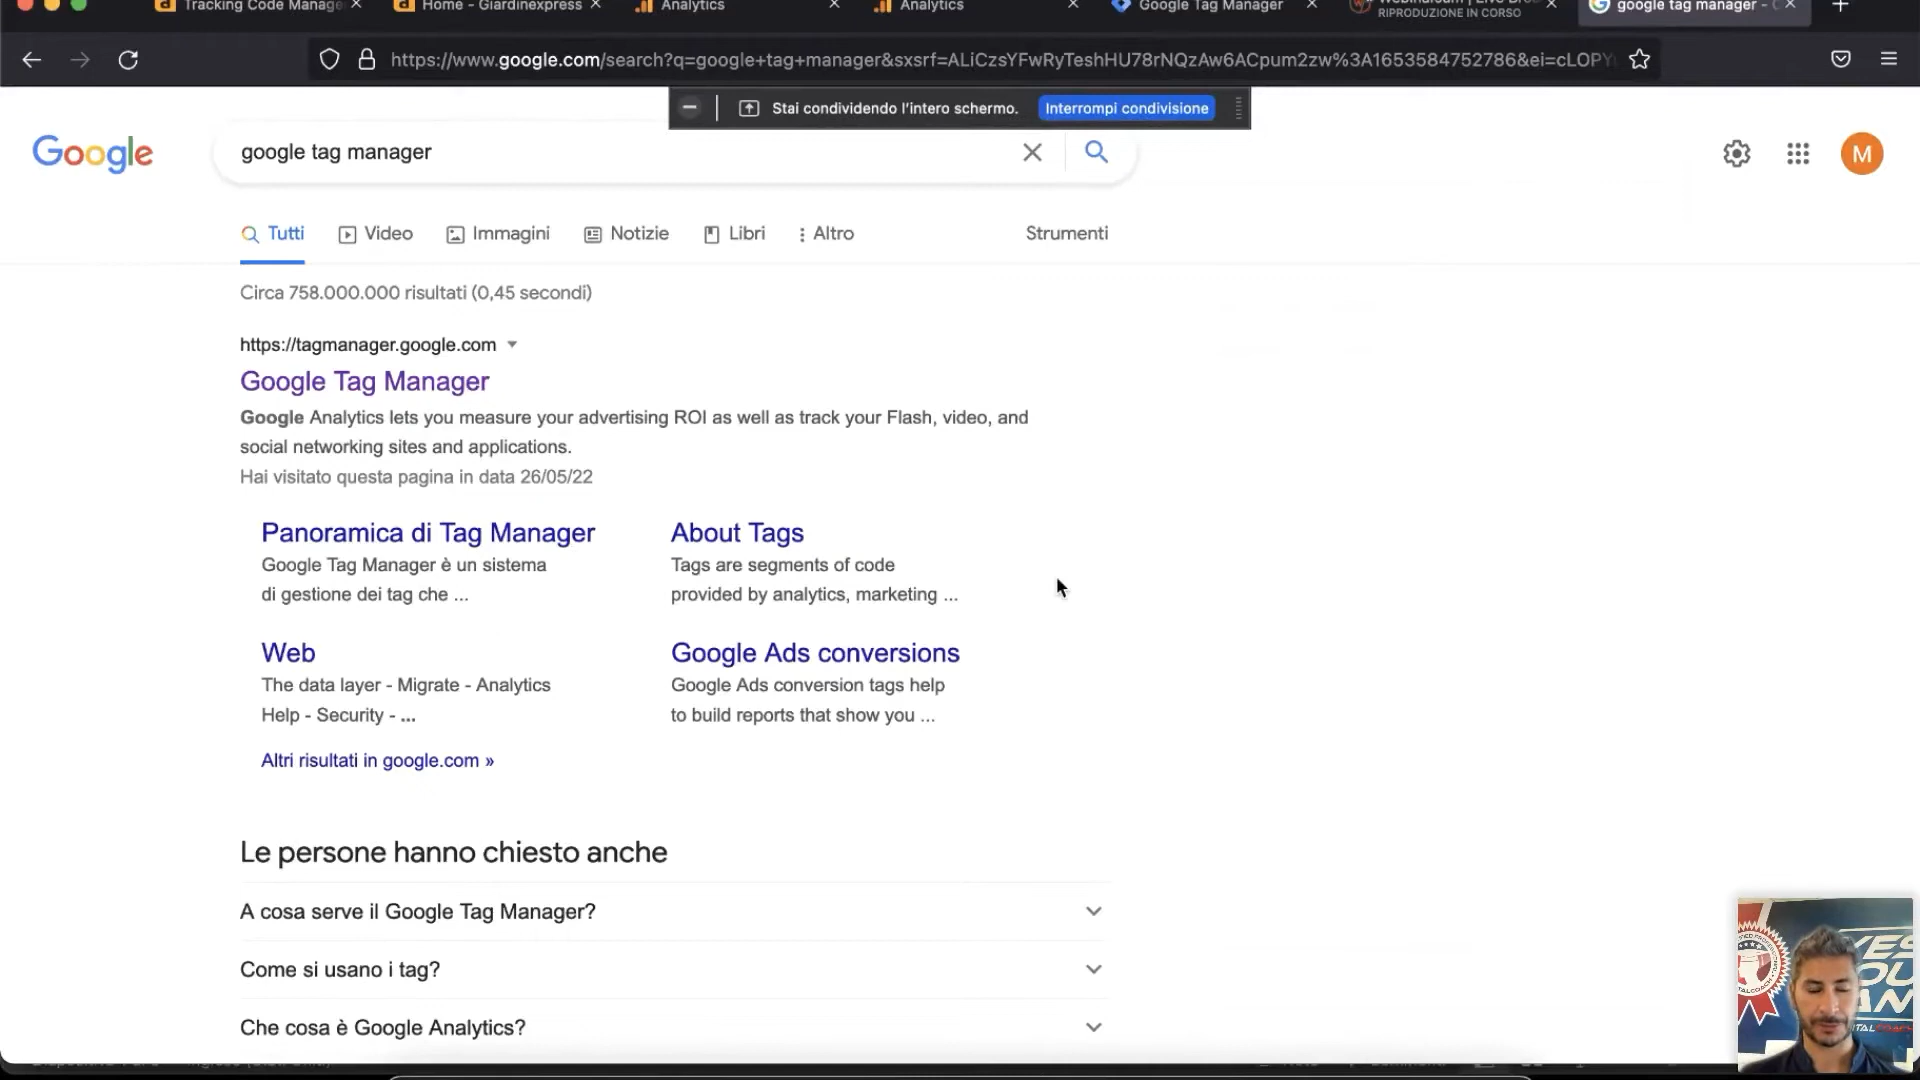 Tracking Code Manage
Home - Giardinexpress
Analytics
Analytics
Google Tag Manager
RIPRODUZIONE IN CORSO
google tag manager -
https://www.google.com/search?q=google+tag+manager&sxsrf=ALiCzsYFwRyTeshHU78rNQzAw6ACpum2zw%3A1653584752786&ei=cLOPY
Stai condividendo l'intero schermo.
Interrompi condivisione
Google
google tag manager
M
Tutti
Video
Immagini
Notizie
Libri
Altro
Strumenti
Circa 758.000.000 risultati (0,45 secondi)
https://tagmanager.google.com
Google Tag Manager
Google Analytics lets you measure your advertising ROI as well as track your Flash, video, and
social networking sites and applications.
Hai visitato questa pagina in data 26/05/22
Panoramica di Tag Manager
Google Tag Manager è un sistema
di gestione dei tag che ...
About Tags
Tags are segments of code
provided by analytics, marketing ...
Web
The data layer - Migrate - Analytics
Help - Security - ...
Google Ads conversions
Google Ads conversion tags help
to build reports that show you ...
Altri risultati in google.com »
Le persone hanno chiesto anche
A cosa serve il Google Tag Manager?
Come si usano i tag?
Che cosa è Google Analytics?